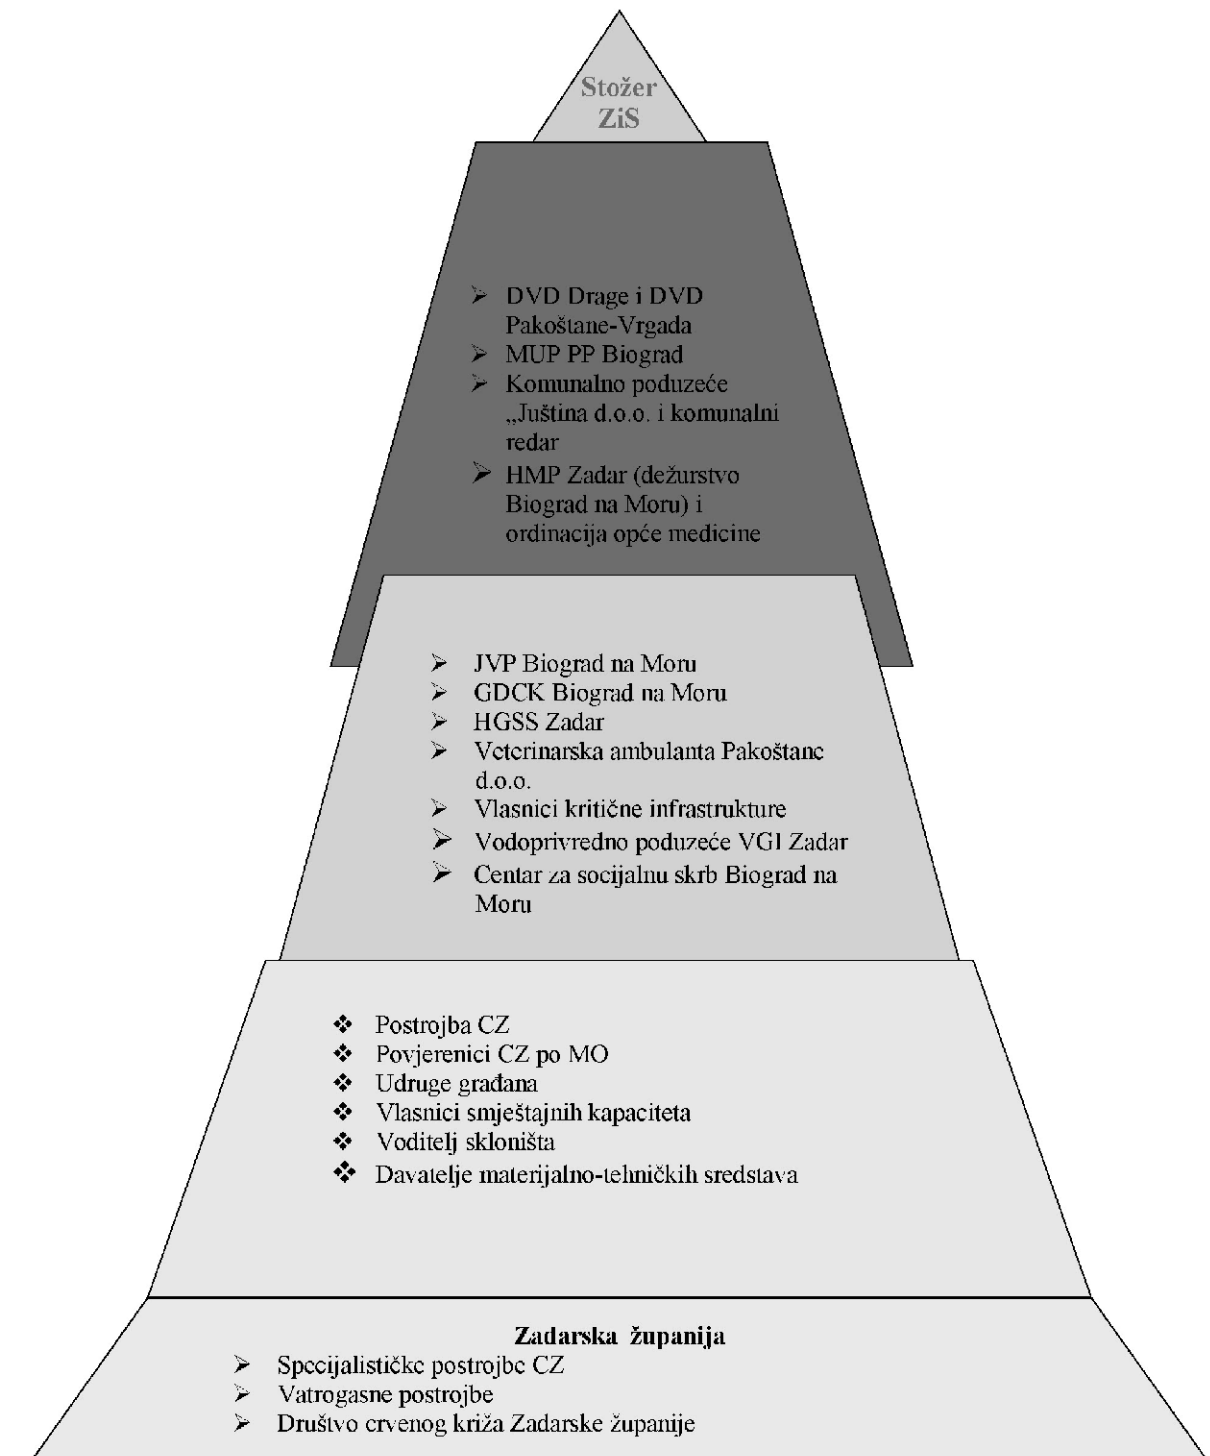 Stožer
ZiS
➢ DVD Drage i DVD
Pakoštane-Vrgada
➢ MUP PP Biograd
➢ Komunalno poduzeće
„Juština d.o.o. i komunalni
redar
➢ HMP Zadar (dežurstvo
Biograd na Moru) i
ordinacija opće medicine
➢ JVP Biograd na Moru
➢ GDCK Biograd na Moru
➢ HGSS Zadar
➢ Veterinarska ambulanta Pakoštane
d.o.o.
➢ Vlasnici kritične infrastrukture
➢ Vodoprivredno poduzeće VGI Zadar
➢ Centar za socijalnu skrb Biograd na
Moru
❖ Postrojba CZ
❖ Povjerenici CZ po MO
❖ Udruge građana
❖ Vlasnici smještajnih kapaciteta
❖ Voditelj skloništa
❖ Davatelje materijalno-tehničkih sredstava
Zadarska županija
➢ Specijalističke postrojbe CZ
➢ Vatrogasne postrojbe
➢ Društvo crvenog križa Zadarske županije